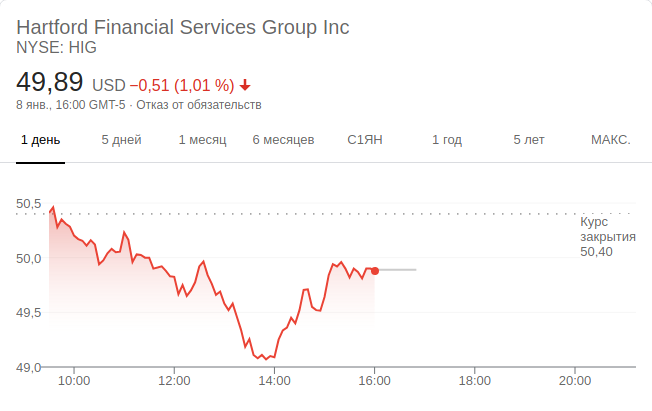 Hartford Financial Services Group Inc
NYSE: HIG
49,89 USD −0,51 (1,01 %)
8 янв., 16:00 GMT-5 · Отказ от обязательств
1 день 5 дней 1 месяц 6 месяцев С1ЯН 1 год 5 лет МАКС.
50,5
Курс
закрытия
50,40
50,0
49,5
49,0
10:00 12:00 14:00 16:00 18:00 20:00